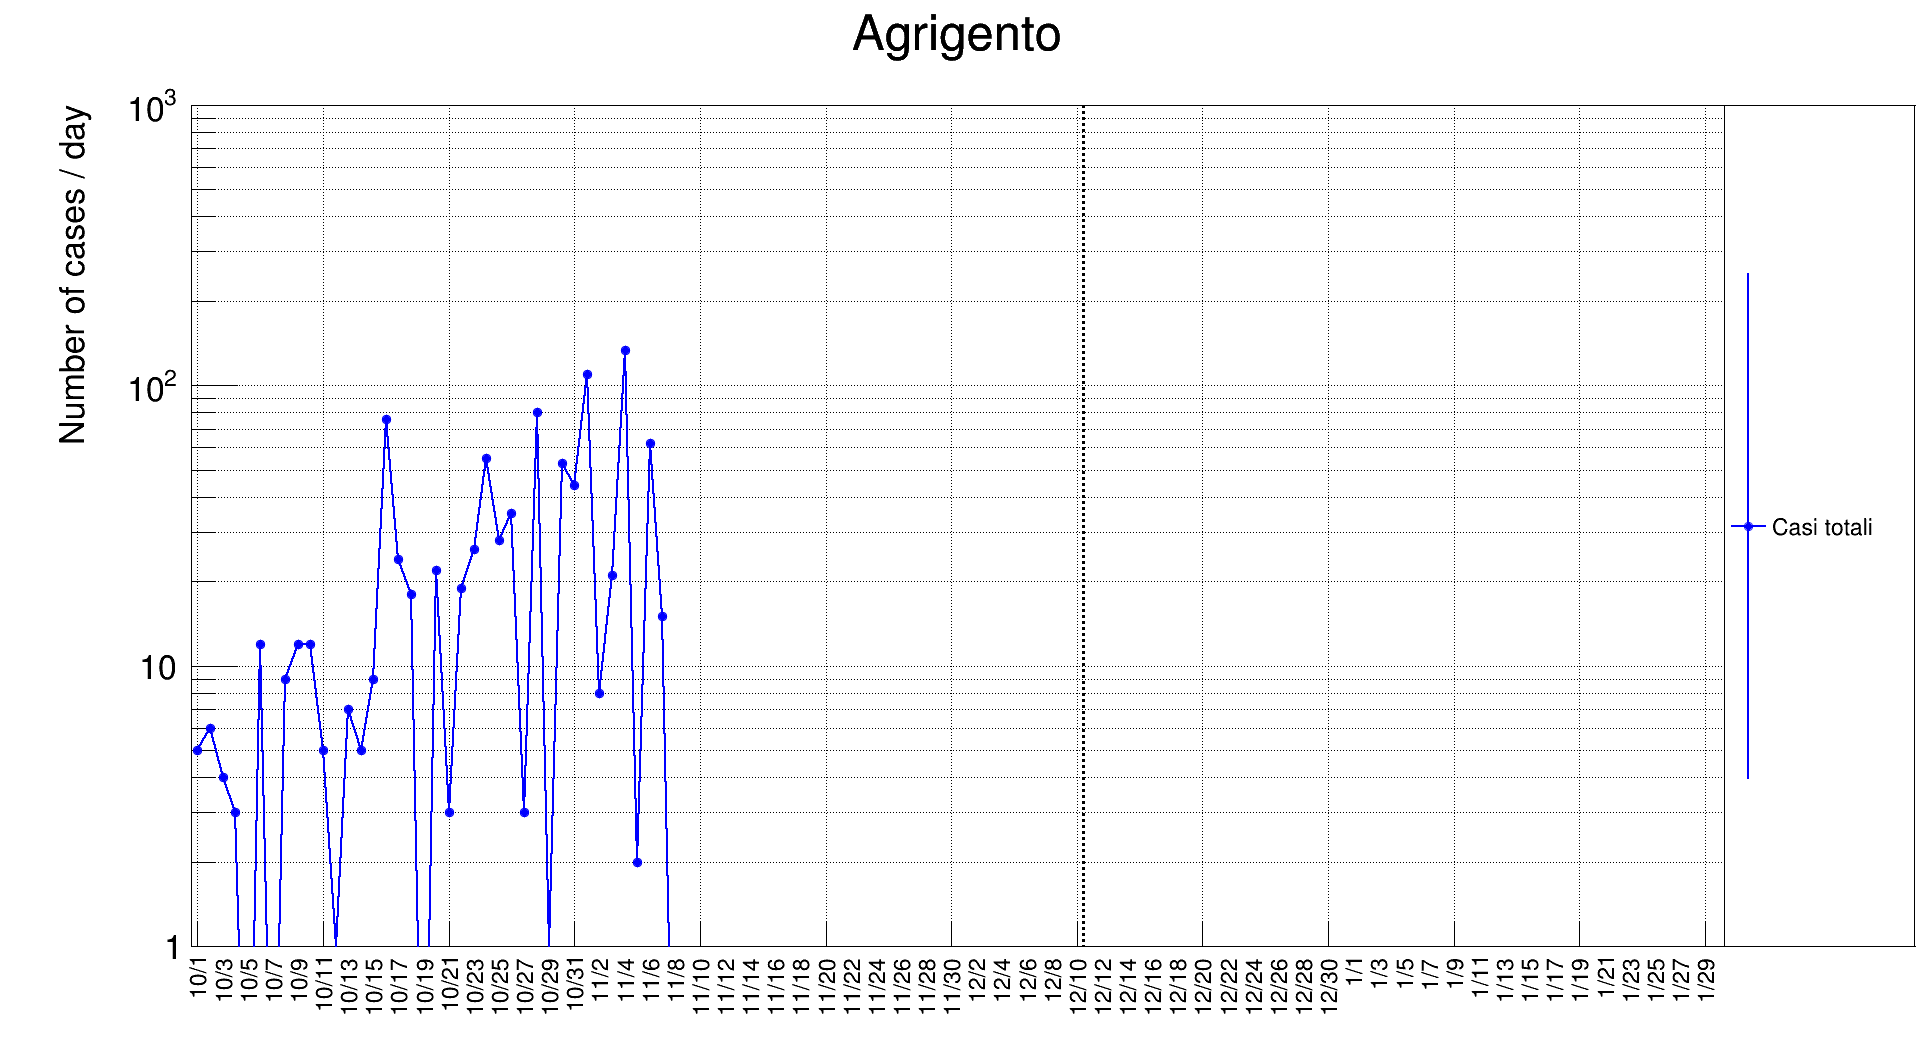 Agrigento
Number of cases / day
10³
10²
10
1
10/1 10/3 10/5 10/7 10/9 10/11 10/13 10/15 10/17 10/19 10/21 10/23 10/25 10/27 10/29 10/31 11/2 11/4 11/6 11/8 11/10 11/12 11/14 11/16 11/18 11/20 11/22 11/24 11/26 11/28 11/30 12/2 12/4 12/6 12/8 12/10 12/12 12/14 12/16 12/18 12/20 12/22 12/24 12/26 12/28 12/30 1/1 1/3 1/5 1/7 1/9 1/11 1/13 1/15 1/17 1/19 1/21 1/23 1/25 1/27 1/29
Casi totali